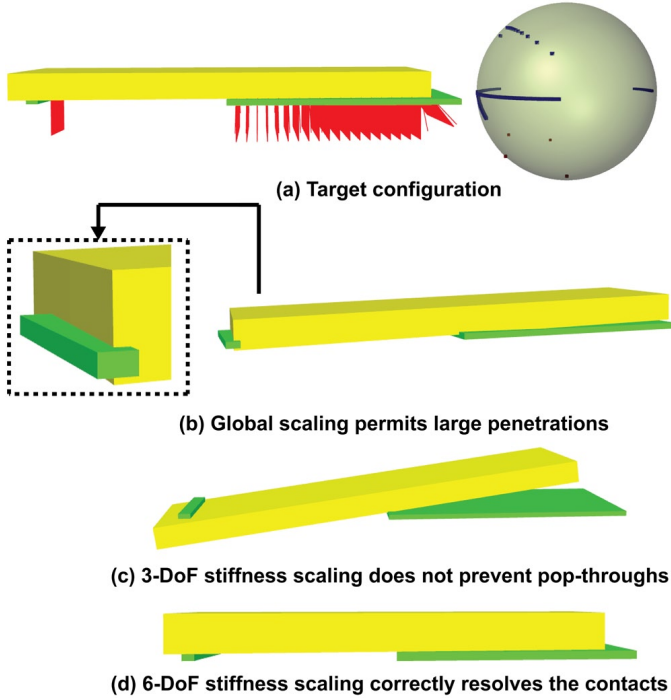 (a) Target configuration
(b) Global scaling permits large penetrations
(c) 3-DoF stiffness scaling does not prevent pop-throughs
(d) 6-DoF stiffness scaling correctly resolves the contacts